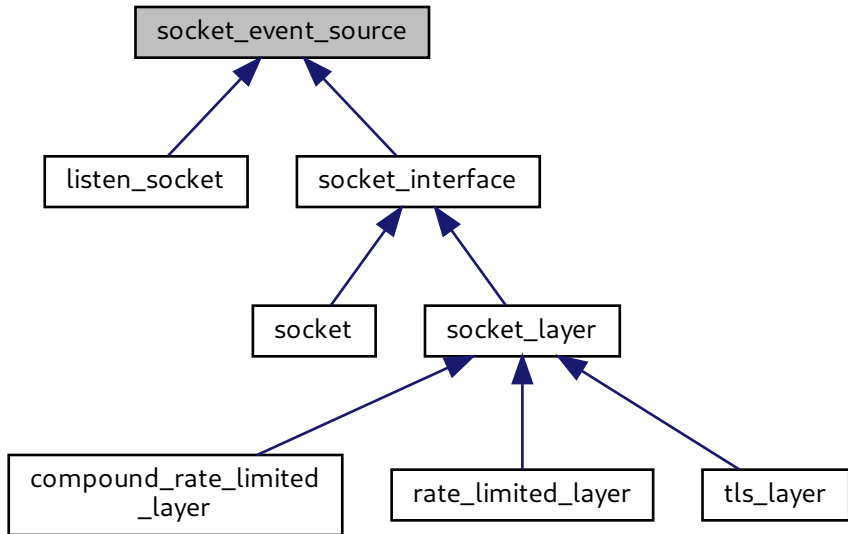 socket_event_source
listen_socket
socket_interface
socket
socket_layer
compound_rate_limited
_layer
rate_limited_layer
tls_layer